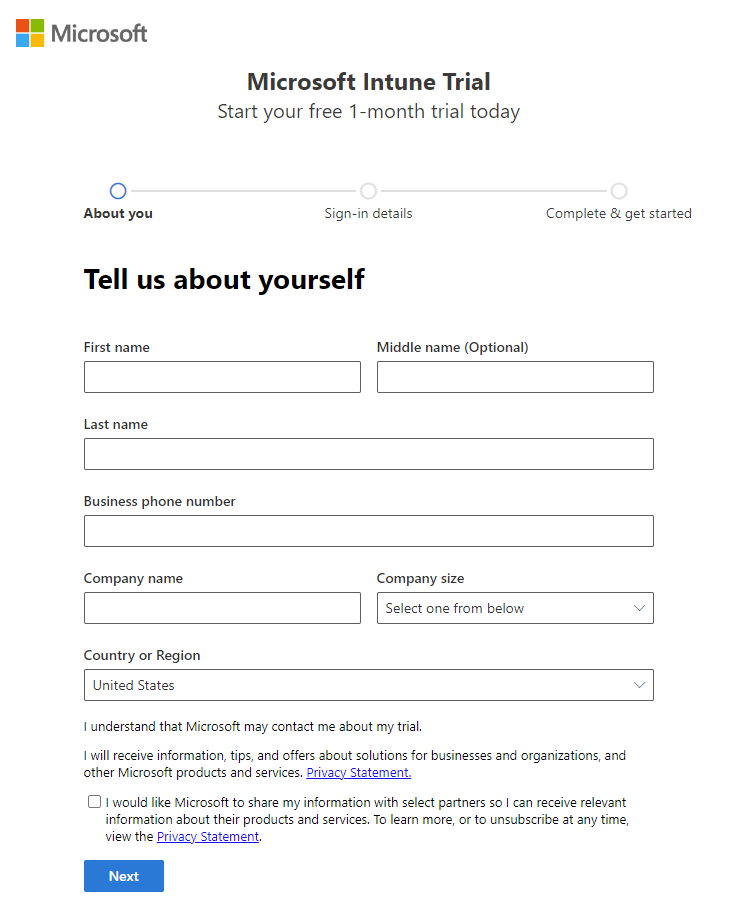 Microsoft
Microsoft Intune Trial
Start your free 1-month trial today
About you
Sign-in details
Complete & get started
Tell us about yourself
First name
Middle name (Optional)
Last name
Business phone number
Company name
Company size
Select one from below
Country or Region
United States
I understand that Microsoft may contact me about my trial.
I will receive information, tips, and offers about solutions for businesses and organizations, and
other Microsoft products and services. Privacy Statement.
I would like Microsoft to share my information with select partners so I can receive relevant
information about their products and services. To learn more, or to unsubscribe at any time,
view the Privacy Statement.
Next